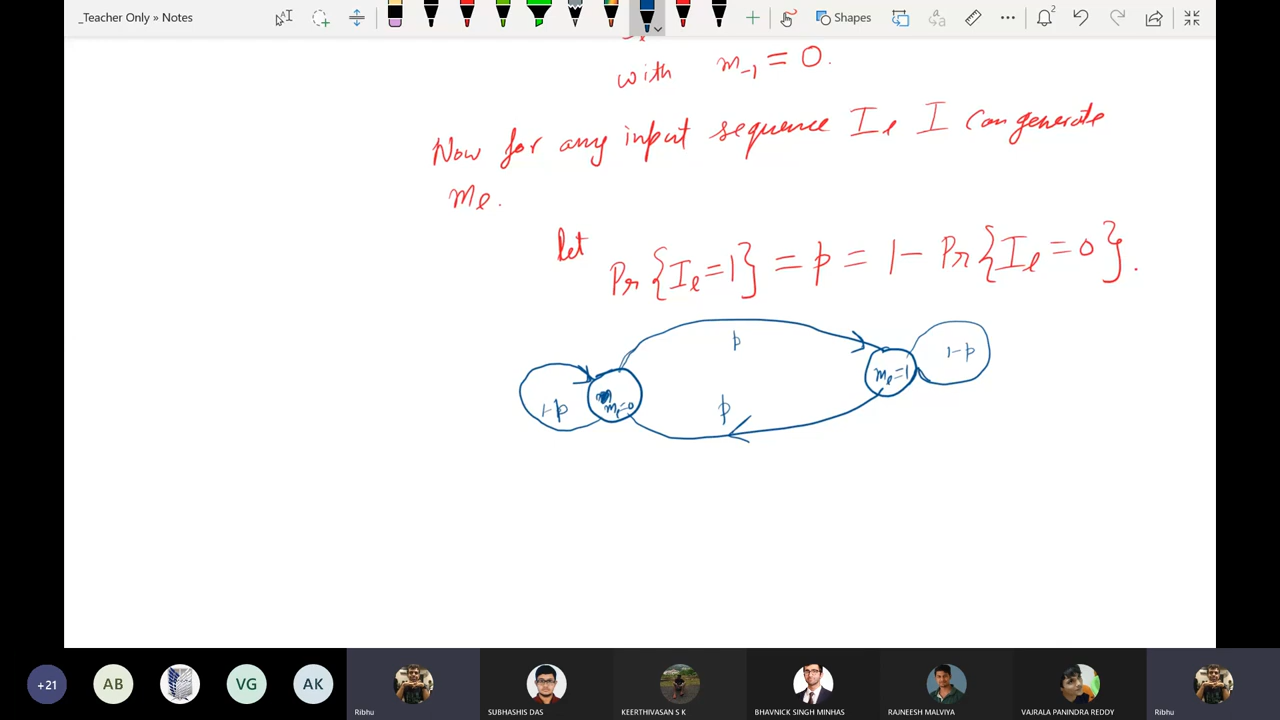 _Teacher Only » Notes
Shapes
2
with m₋₁ = 0.
Now for any input sequence Iℓ I can generate
mℓ.
Let
Pr{Iℓ=1} = p = 1- Pr{Iℓ=0}.
p
1-p
mℓ=1
1-p
mℓ=0
p
+21
AB
VG
AK
Ribhu
SUBHASHIS DAS
KEERTHIVASAN S K
BHAVNICK SINGH MINHAS
RAJNEESH MALVIYA
VAJRALA PANINDRA REDDY
Ribhu